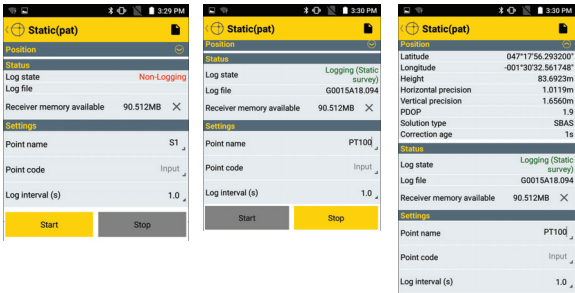 3:29 PM
Static(pat)
Position
Status
Log state Non-Logging
Log file
Receiver memory available 90.512MB
Settings
Point name S1
Point code Input
Log interval (s) 1.0
Start Stop
3:30 PM
Static(pat)
Position
Status
Log state Logging (Static
survey)
Log file G0015A18.094
Receiver memory available 90.512MB
Settings
Point name PT100
Point code Input
Log interval (s) 1.0
Start Stop
3:30 PM
Static(pat)
Position
Latitude 047°17'56.293200"
Longitude -001°30'32.561748"
Height 83.6923m
Horizontal precision 1.0119m
Vertical precision 1.6560m
PDOP 1.9
Solution type SBAS
Correction age 1s
Status
Log state Logging (Static
survey)
Log file G0015A18.094
Receiver memory available 90.512MB
Settings
Point name PT100
Point code Input
Log interval (s) 1.0